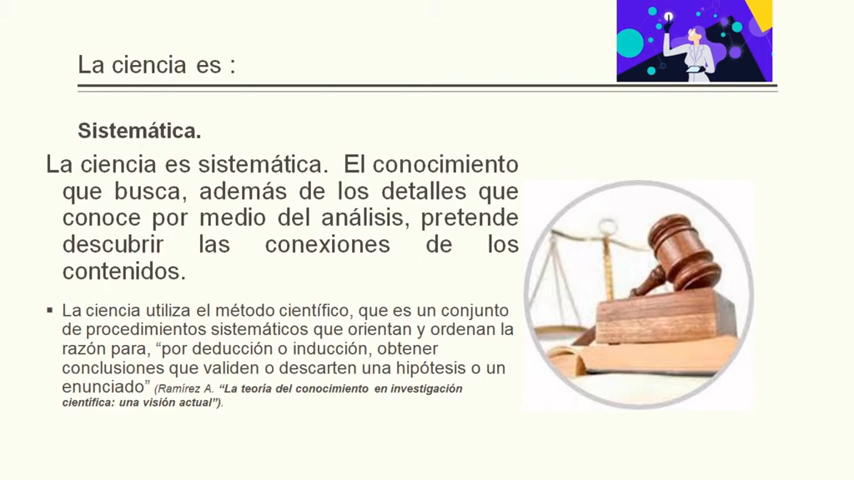 La ciencia es :
Sistemática.
La ciencia es sistemática. El conocimiento
que busca, además de los detalles que
conoce por medio del análisis, pretende
descubrir las conexiones de los
contenidos.
▪ La ciencia utiliza el método científico, que es un conjunto
de procedimientos sistemáticos que orientan y ordenan la
razón para, “por deducción o inducción, obtener
conclusiones que validen o descarten una hipótesis o un
enunciado” (Ramírez A. “La teoría del conocimiento en investigación
científica: una visión actual”).